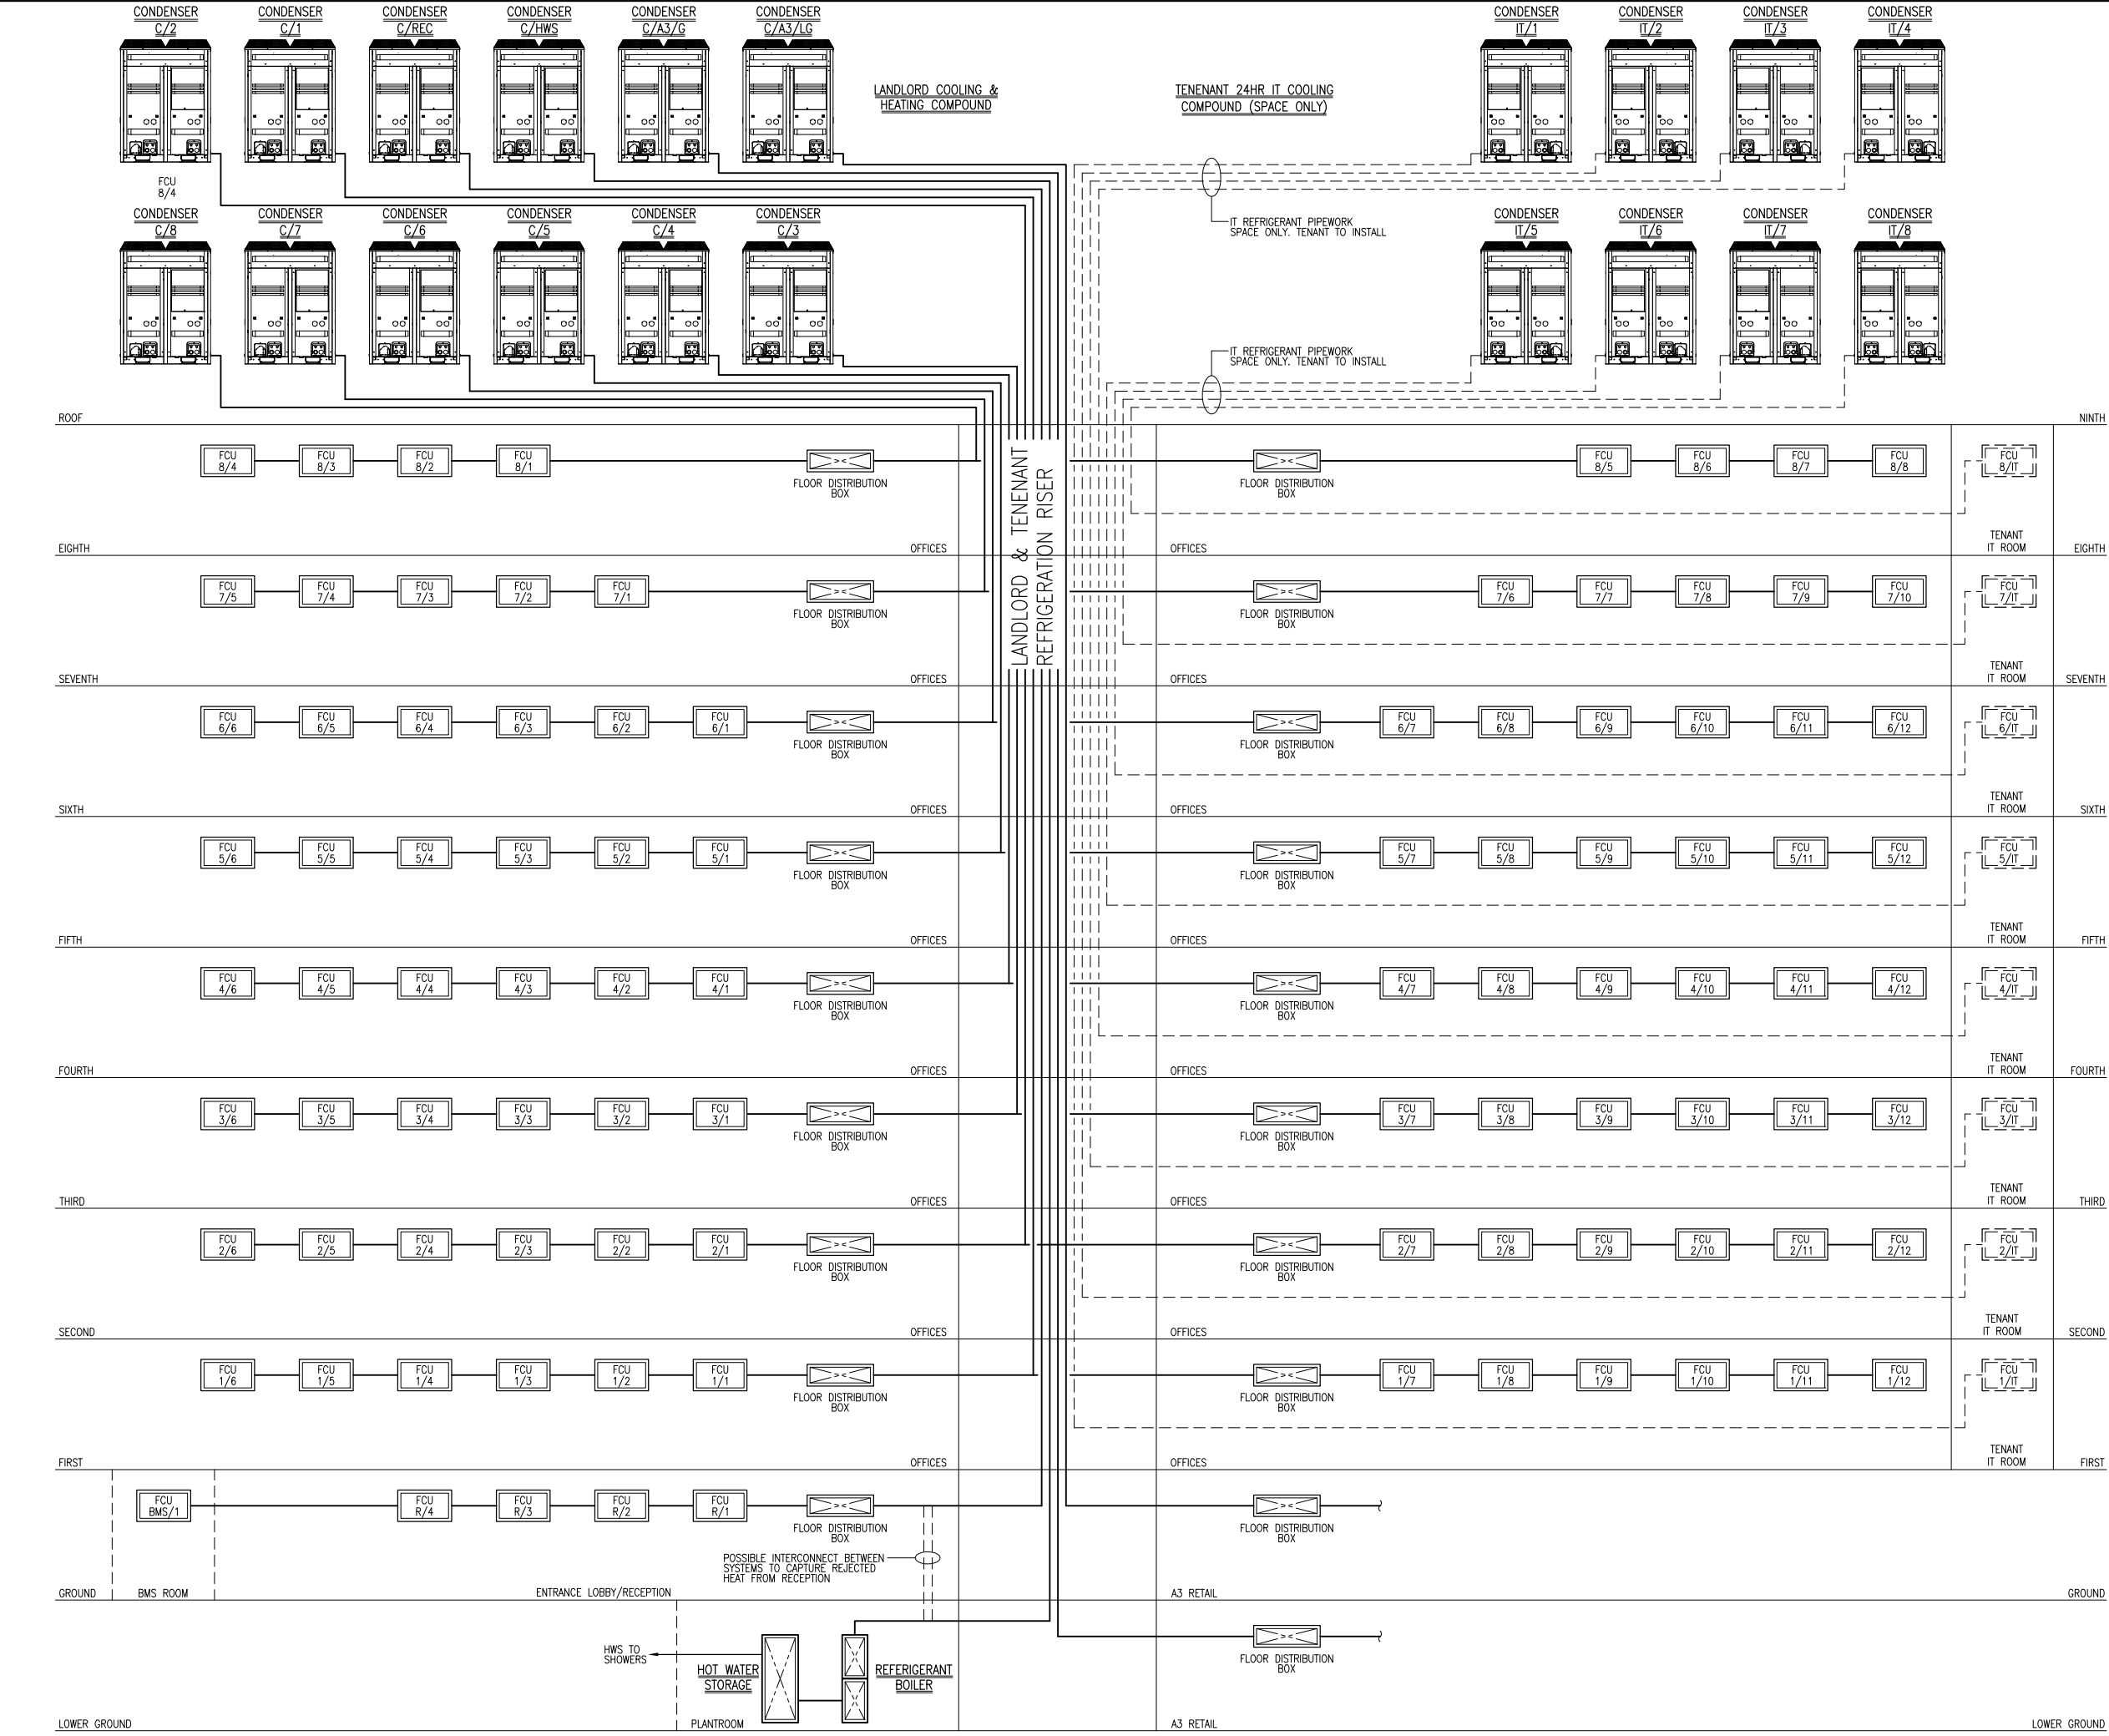 CONDENSER
C/2
CONDENSER
C/1
CONDENSER
C/REC
CONDENSER
C/HWS
CONDENSER
C/A3/G
CONDENSER
C/A3/LG
LANDLORD COOLING &
HEATING COMPOUND
TENENANT 24HR IT COOLING
COMPOUND (SPACE ONLY)
CONDENSER
IT/1
CONDENSER
IT/2
CONDENSER
IT/3
CONDENSER
IT/4
FCU
8/4
IT REFRIGERANT PIPEWORK
SPACE ONLY. TENANT TO INSTALL
CONDENSER
C/8
CONDENSER
C/7
CONDENSER
C/6
CONDENSER
C/5
CONDENSER
C/4
CONDENSER
C/3
CONDENSER
IT/5
CONDENSER
IT/6
CONDENSER
IT/7
CONDENSER
IT/8
IT REFRIGERANT PIPEWORK
SPACE ONLY. TENANT TO INSTALL
ROOF
NINTH
LANDLORD & TENENANT
REFRIGERATION RISER
FCU
8/4
FCU
8/3
FCU
8/2
FCU
8/1
FLOOR DISTRIBUTION
BOX
FLOOR DISTRIBUTION
BOX
FCU
8/5
FCU
8/6
FCU
8/7
FCU
8/8
FCU
8/IT
EIGHTH
OFFICES
OFFICES
TENANT
IT ROOM
EIGHTH
FCU
7/5
FCU
7/4
FCU
7/3
FCU
7/2
FCU
7/1
FLOOR DISTRIBUTION
BOX
FLOOR DISTRIBUTION
BOX
FCU
7/6
FCU
7/7
FCU
7/8
FCU
7/9
FCU
7/10
FCU
7/IT
SEVENTH
OFFICES
OFFICES
TENANT
IT ROOM
SEVENTH
FCU
6/6
FCU
6/5
FCU
6/4
FCU
6/3
FCU
6/2
FCU
6/1
FLOOR DISTRIBUTION
BOX
FLOOR DISTRIBUTION
BOX
FCU
6/7
FCU
6/8
FCU
6/9
FCU
6/10
FCU
6/11
FCU
6/12
FCU
6/IT
SIXTH
OFFICES
OFFICES
TENANT
IT ROOM
SIXTH
FCU
5/6
FCU
5/5
FCU
5/4
FCU
5/3
FCU
5/2
FCU
5/1
FLOOR DISTRIBUTION
BOX
FLOOR DISTRIBUTION
BOX
FCU
5/7
FCU
5/8
FCU
5/9
FCU
5/10
FCU
5/11
FCU
5/12
FCU
5/IT
FIFTH
OFFICES
OFFICES
TENANT
IT ROOM
FIFTH
FCU
4/6
FCU
4/5
FCU
4/4
FCU
4/3
FCU
4/2
FCU
4/1
FLOOR DISTRIBUTION
BOX
FLOOR DISTRIBUTION
BOX
FCU
4/7
FCU
4/8
FCU
4/9
FCU
4/10
FCU
4/11
FCU
4/12
FCU
4/IT
FOURTH
OFFICES
OFFICES
TENANT
IT ROOM
FOURTH
FCU
3/6
FCU
3/5
FCU
3/4
FCU
3/3
FCU
3/2
FCU
3/1
FLOOR DISTRIBUTION
BOX
FLOOR DISTRIBUTION
BOX
FCU
3/7
FCU
3/8
FCU
3/9
FCU
3/10
FCU
3/11
FCU
3/12
FCU
3/IT
THIRD
OFFICES
OFFICES
TENANT
IT ROOM
THIRD
FCU
2/6
FCU
2/5
FCU
2/4
FCU
2/3
FCU
2/2
FCU
2/1
FLOOR DISTRIBUTION
BOX
FLOOR DISTRIBUTION
BOX
FCU
2/7
FCU
2/8
FCU
2/9
FCU
2/10
FCU
2/11
FCU
2/12
FCU
2/IT
SECOND
OFFICES
OFFICES
TENANT
IT ROOM
SECOND
FCU
1/6
FCU
1/5
FCU
1/4
FCU
1/3
FCU
1/2
FCU
1/1
FLOOR DISTRIBUTION
BOX
FLOOR DISTRIBUTION
BOX
FCU
1/7
FCU
1/8
FCU
1/9
FCU
1/10
FCU
1/11
FCU
1/12
FCU
1/IT
FIRST
OFFICES
OFFICES
TENANT
IT ROOM
FIRST
FCU
BMS/1
FCU
R/4
FCU
R/3
FCU
R/2
FCU
R/1
FLOOR DISTRIBUTION
BOX
FLOOR DISTRIBUTION
BOX
POSSIBLE INTERCONNECT BETWEEN
SYSTEMS TO CAPTURE REJECTED
HEAT FROM RECEPTION
GROUND
BMS ROOM
ENTRANCE LOBBY/RECEPTION
A3 RETAIL
GROUND
HWS TO
SHOWERS
HOT WATER
STORAGE
REFERIGERANT
BOILER
FLOOR DISTRIBUTION
BOX
LOWER GROUND
PLANTROOM
A3 RETAIL
LOWER GROUND